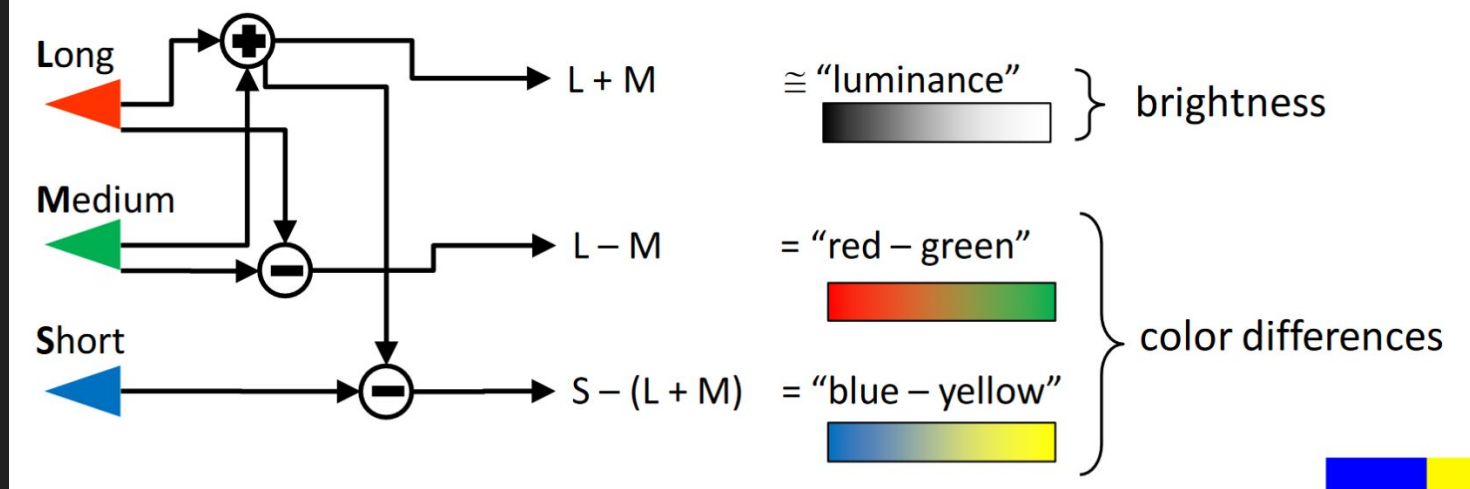 Long
L + M
≅ “luminance”
brightness
Medium
L – M
= “red – green”
color differences
Short
S – (L + M)
= “blue – yellow”